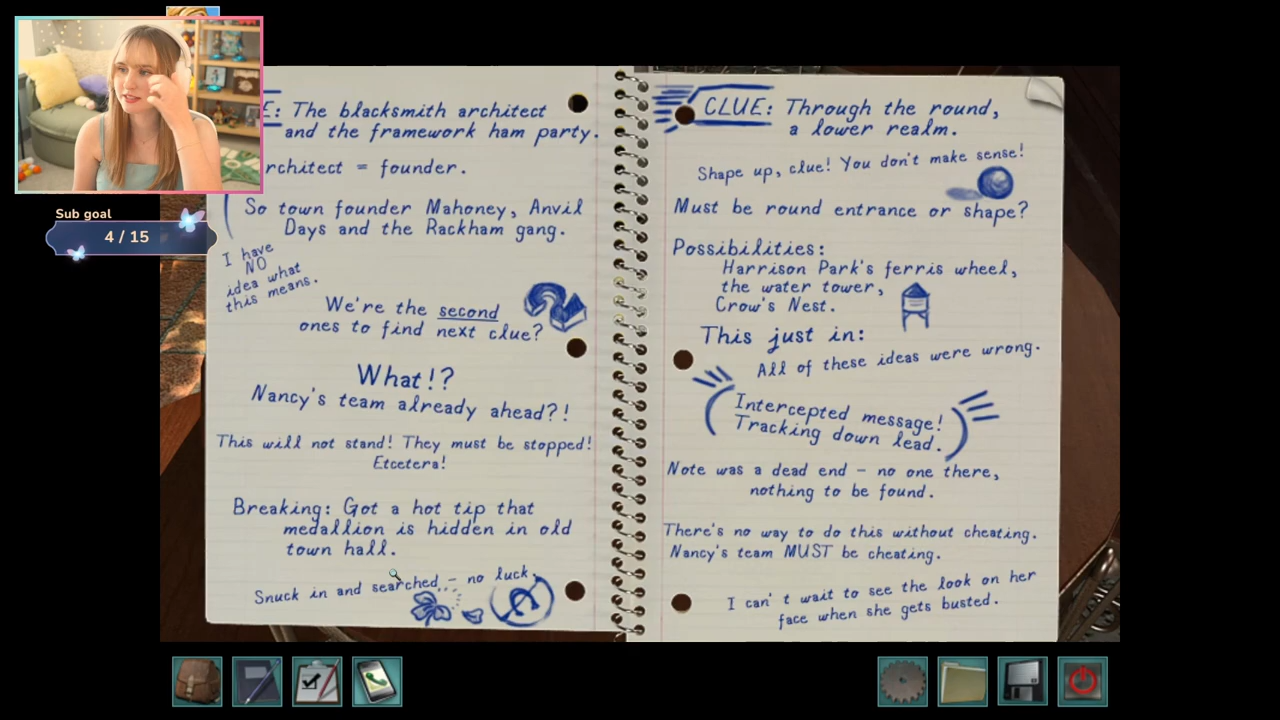 Sub goal
4 / 15
E: The blacksmith architect
and the framework ham party.
rchitect = founder.
So town founder Mahoney, Anvil
Days and the Rackham gang.
I have
NO
idea what
this means.
We're the second
ones to find next clue?
What!?
Nancy's team already ahead?!
This will not stand! They must be stopped!
Etcetera!
Breaking: Got a hot tip that
medallion is hidden in old
town hall.
Snuck in and searched - no luck.
CLUE: Through the round,
a lower realm.
Shape up, clue! You don't make sense!
Must be round entrance or shape?
Possibilities:
Harrison Park's ferris wheel,
the water tower,
Crow's Nest.
This just in:
All of these ideas were wrong.
Intercepted message!
Tracking down lead.
Note was a dead end - no one there,
nothing to be found.
There's no way to do this without cheating.
Nancy's team MUST be cheating.
I can't wait to see the look on her
face when she gets busted.